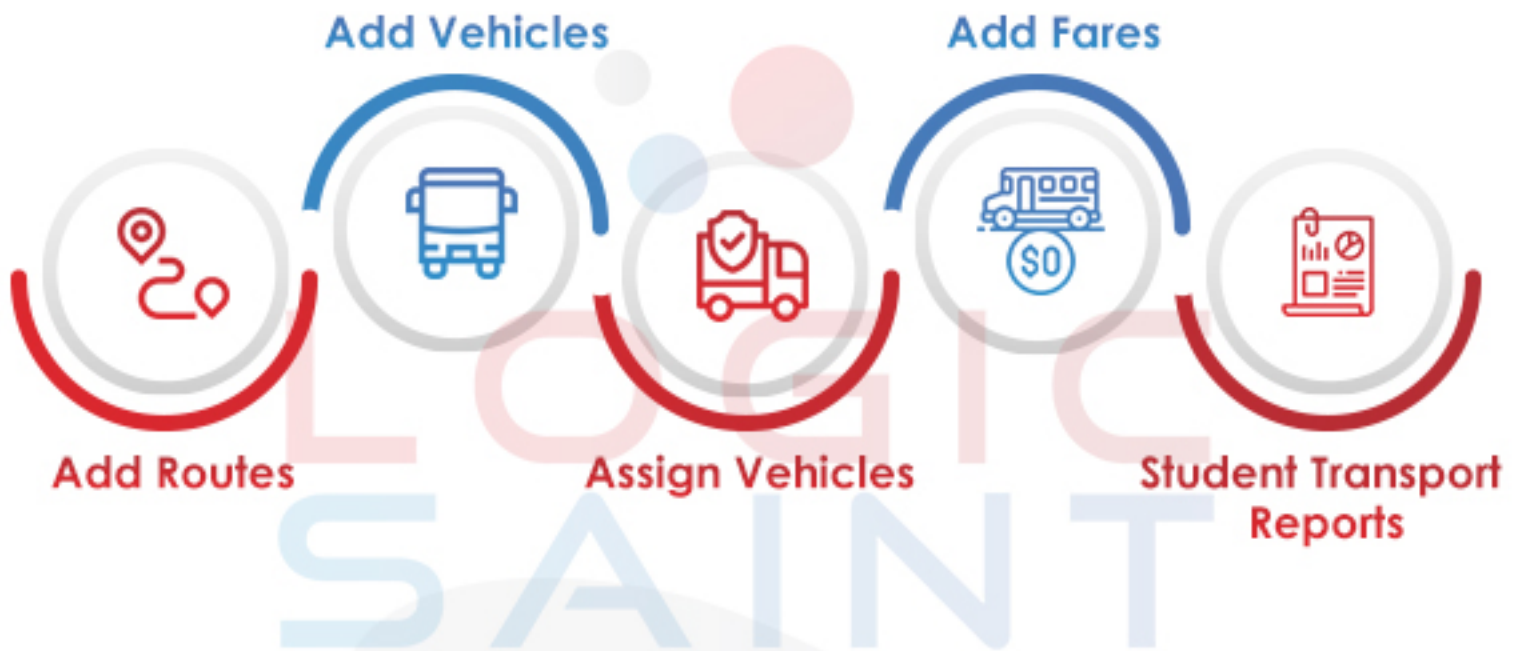 Add Vehicles
Add Fares
$0
LOGIC
Add Routes
Assign Vehicles
Student Transport
Reports
SAINT